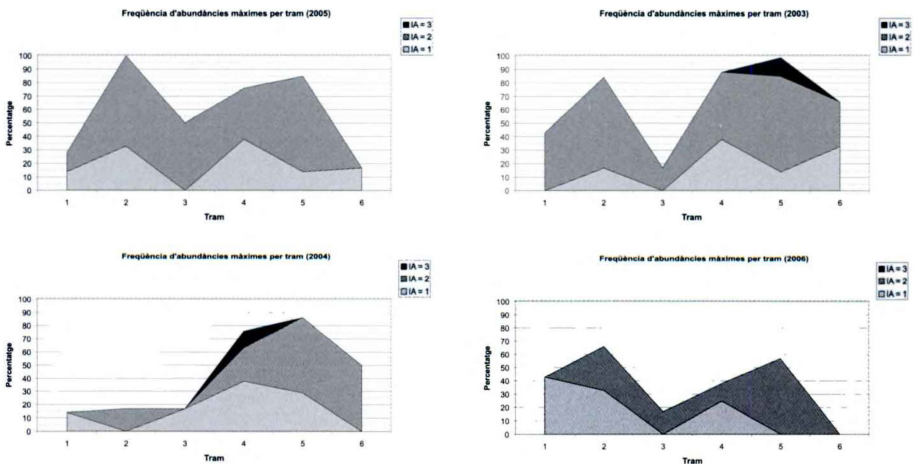 Freqüència d'abundàncies màximes per tram (2005)
IA = 3
IA = 2
IA = 1
Percentatge
100
90
80
70
60
50
40
30
20
10
0
1 2 3 4 5 6
Tram
Freqüència d'abundàncies màximes per tram (2003)
IA = 3
IA = 2
IA = 1
Percentatge
100
90
80
70
60
50
40
30
20
10
0
1 2 3 4 5 6
Tram
Freqüència d'abundàncies màximes per tram (2004)
IA = 3
IA = 2
IA = 1
Percentatge
100
90
80
70
60
50
40
30
20
10
0
1 2 3 4 5 6
Tram
Freqüència d'abundàncies màximes per tram (2006)
IA = 3
IA = 2
IA = 1
Percentatge
100
90
80
70
60
50
40
30
20
10
0
1 2 3 4 5 6
Tram